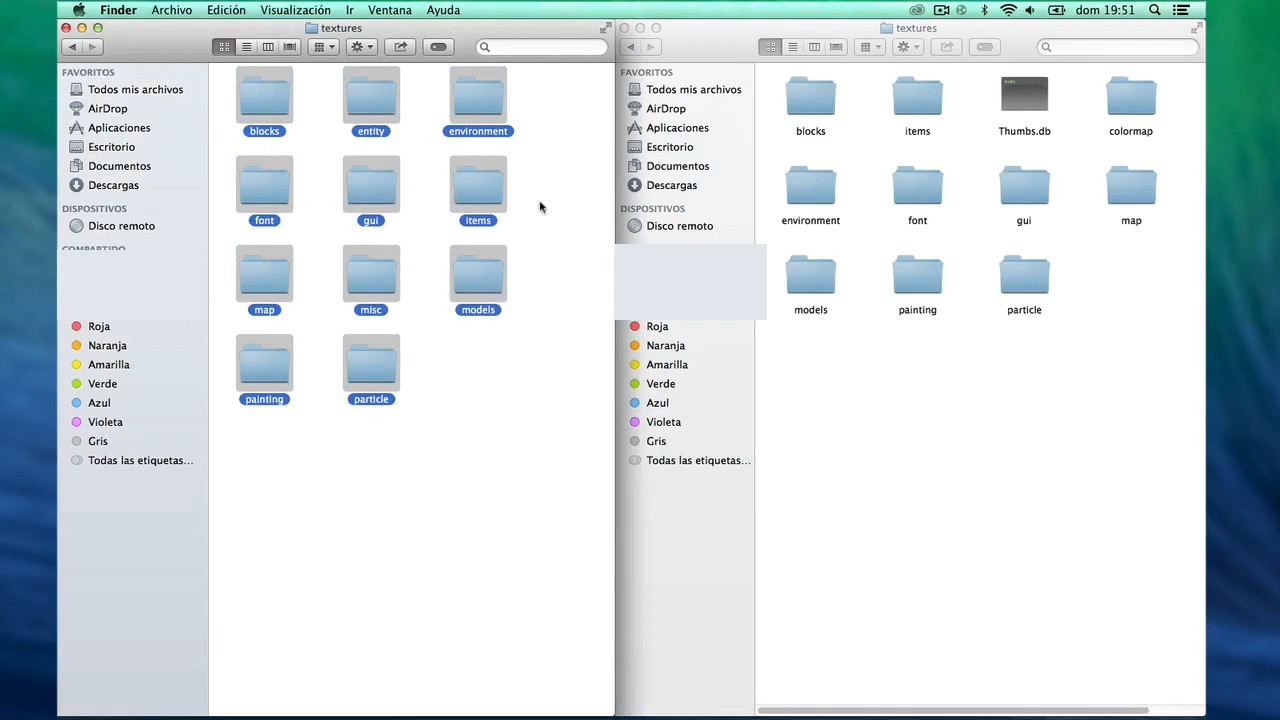 Finder Archivo Edición Visualización Ir Ventana Ayuda dom 19:51
textures
FAVORITOS
Todos mis archivos
AirDrop
Aplicaciones
Escritorio
Documentos
Descargas
DISPOSITIVOS
Disco remoto
COMPARTIDO
Roja
Naranja
Amarilla
Verde
Azul
Violeta
Gris
Todas las etiquetas...
blocks entity environment
font gui items
map misc models
painting particle
textures
FAVORITOS
Todos mis archivos
AirDrop
Aplicaciones
Escritorio
Documentos
Descargas
DISPOSITIVOS
Disco remoto
Roja
Naranja
Amarilla
Verde
Azul
Violeta
Gris
Todas las etiquetas...
blocks items Thumbs.db colormap
environment font gui map
models painting particle